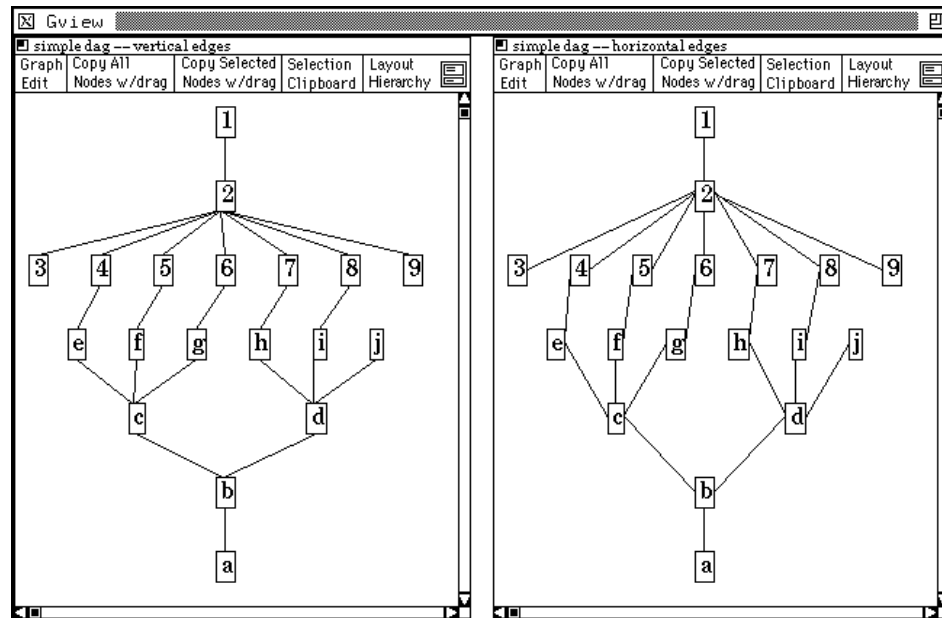 Gview
simple dag -- vertical edges
Graph Edit
Copy All Nodes w/drag
Copy Selected Nodes w/drag
Selection Clipboard
Layout Hierarchy
1
2
3 4 5 6 7 8 9
e f g h i j
c d
b
a
simple dag -- horizontal edges
Graph Edit
Copy All Nodes w/drag
Copy Selected Nodes w/drag
Selection Clipboard
Layout Hierarchy
1
2
3 4 5 6 7 8 9
e f g h i j
c d
b
a